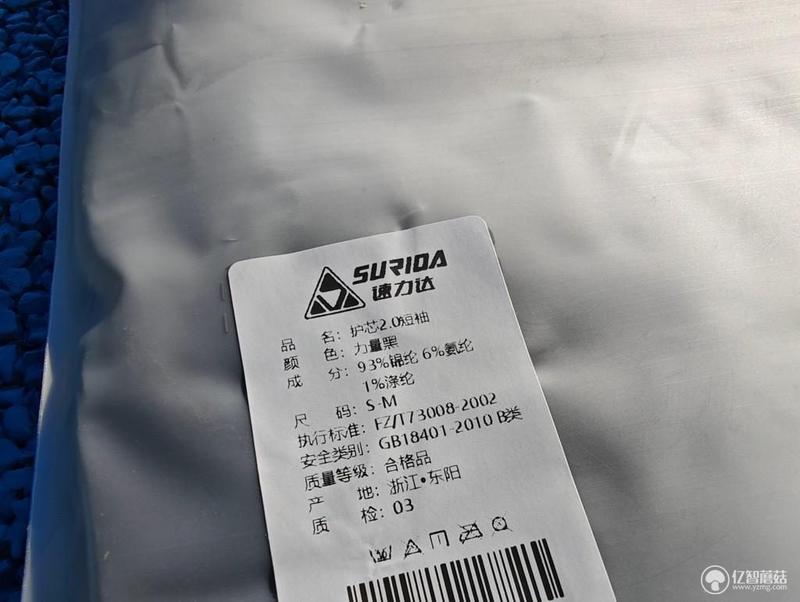 SURIDA
速力达
品 名: 护芯2.0短袖
颜 色: 力量黑
成 分: 93%锦纶 6%氨纶
1%涤纶
尺 码: S-M
执行标准: FZ/T73008-2002
安全类别: GB18401-2010 B类
质量等级: 合格品
产 地: 浙江•东阳
质 检: 03
亿智蘑菇
www.yzmg.com